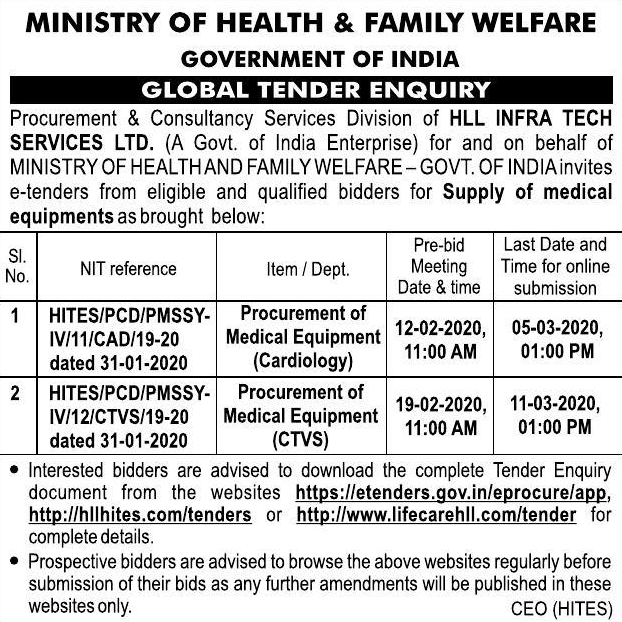 MINISTRY OF HEALTH & FAMILY WELFARE
GOVERNMENT OF INDIA
GLOBAL TENDER ENQUIRY
Procurement & Consultancy Services Division of HLL INFRA TECH
SERVICES LTD. (A Govt. of India Enterprise) for and on behalf of
MINISTRY OF HEALTH AND FAMILY WELFARE – GOVT. OF INDIA invites
e-tenders from eligible and qualified bidders for Supply of medical
equipments as brought below:
Sl. No.
NIT reference
Item / Dept.
Pre-bid Meeting Date & time
Last Date and Time for online submission
1
HITES/PCD/PMSSY-
IV/11/CAD/19-20
dated 31-01-2020
Procurement of
Medical Equipment
(Cardiology)
12-02-2020,
11:00 AM
05-03-2020,
01:00 PM
2
HITES/PCD/PMSSY-
IV/12/CTVS/19-20
dated 31-01-2020
Procurement of
Medical Equipment
(CTVS)
19-02-2020,
11:00 AM
11-03-2020,
01:00 PM
• Interested bidders are advised to download the complete Tender Enquiry
document from the websites https://etenders.gov.in/eprocure/app,
http://hllhites.com/tenders or http://www.lifecarehll.com/tender for
complete details.
• Prospective bidders are advised to browse the above websites regularly before
submission of their bids as any further amendments will be published in these
websites only.
CEO (HITES)